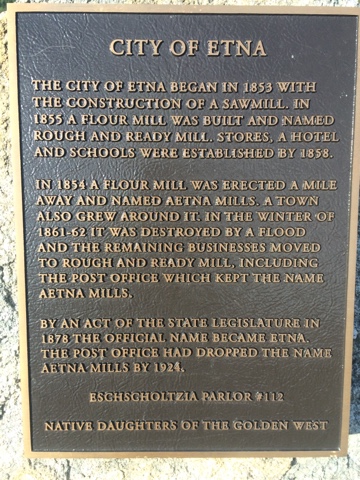 CITY OF ETNA
THE CITY OF ETNA BEGAN IN 1853 WITH
THE CONSTRUCTION OF A SAWMILL. IN
1855 A FLOUR MILL WAS BUILT AND NAMED
ROUGH AND READY MILL. STORES, A HOTEL
AND SCHOOLS WERE ESTABLISHED BY 1858.
IN 1854 A FLOUR MILL WAS ERECTED A MILE
AWAY AND NAMED AETNA MILLS. A TOWN
ALSO GREW AROUND IT. IN THE WINTER OF
1861-62 IT WAS DESTROYED BY A FLOOD
AND THE REMAINING BUSINESSES MOVED
TO ROUGH AND READY MILL, INCLUDING
THE POST OFFICE WHICH KEPT THE NAME
AETNA MILLS.
BY AN ACT OF THE STATE LEGISLATURE IN
1878 THE OFFICIAL NAME BECAME ETNA.
THE POST OFFICE HAD DROPPED THE NAME
AETNA MILLS BY 1924.
ESCHSCHOLTZIA PARLOR #112
NATIVE DAUGHTERS OF THE GOLDEN WEST